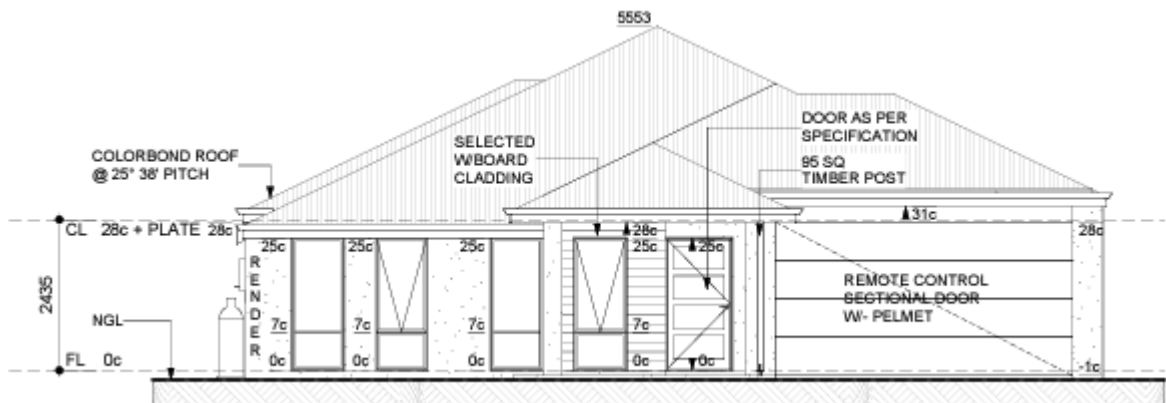 5553
DOOR AS PER
SPECIFICATION
SELECTED
W/BOARD
CLADDING
COLORBOND ROOF
@ 25° 38' PITCH
95 SQ
TIMBER POST
31c
CL 28c + PLATE 28c
28c
28c
25c
25c
25c
25c
25c
RENDER
REMOTE CONTROL
SECTIONAL DOOR
W/- PELMET
2435
NGL
7c
7c
7c
7c
FL 0c
0c
0c
0c
0c
0c
-1c